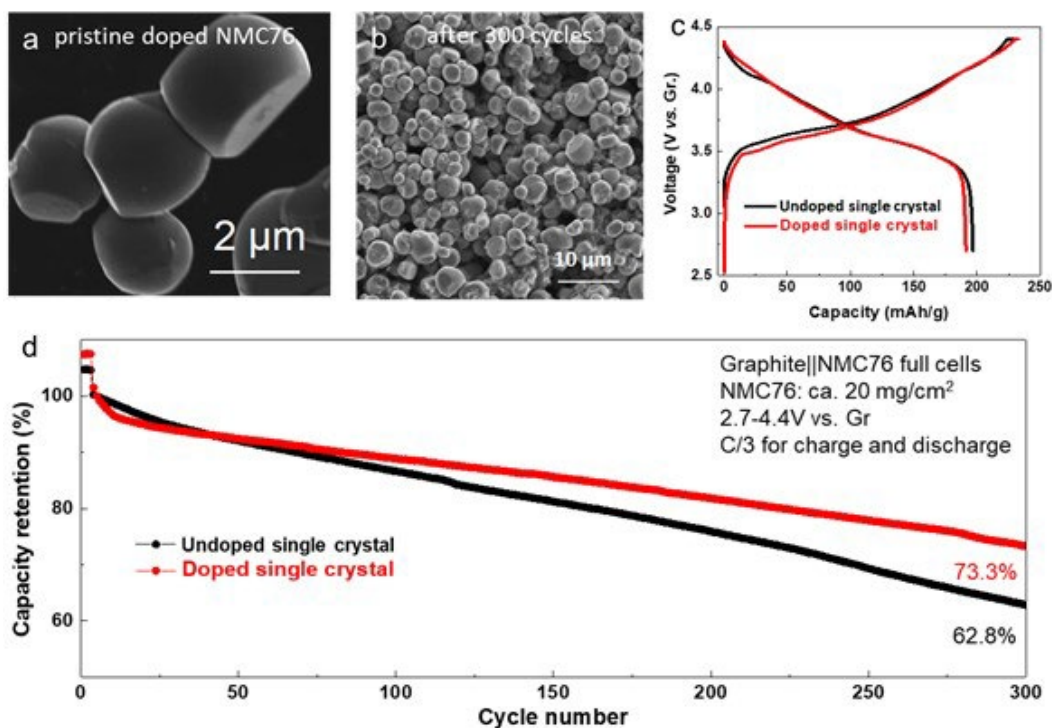 a pristine doped NMC76
2 μm
b after 300 cycles
10 μm
c
4.5
4.0
3.5
3.0
2.5
Voltage (V vs. Gr.)
Undoped single crystal
Doped single crystal
0 50 100 150 200 250
Capacity (mAh/g)
d
Graphite||NMC76 full cells
NMC76: ca. 20 mg/cm²
2.7-4.4V vs. Gr
C/3 for charge and discharge
100
80
60
Capacity retention (%)
Undoped single crystal
Doped single crystal
73.3%
62.8%
0 50 100 150 200 250 300
Cycle number